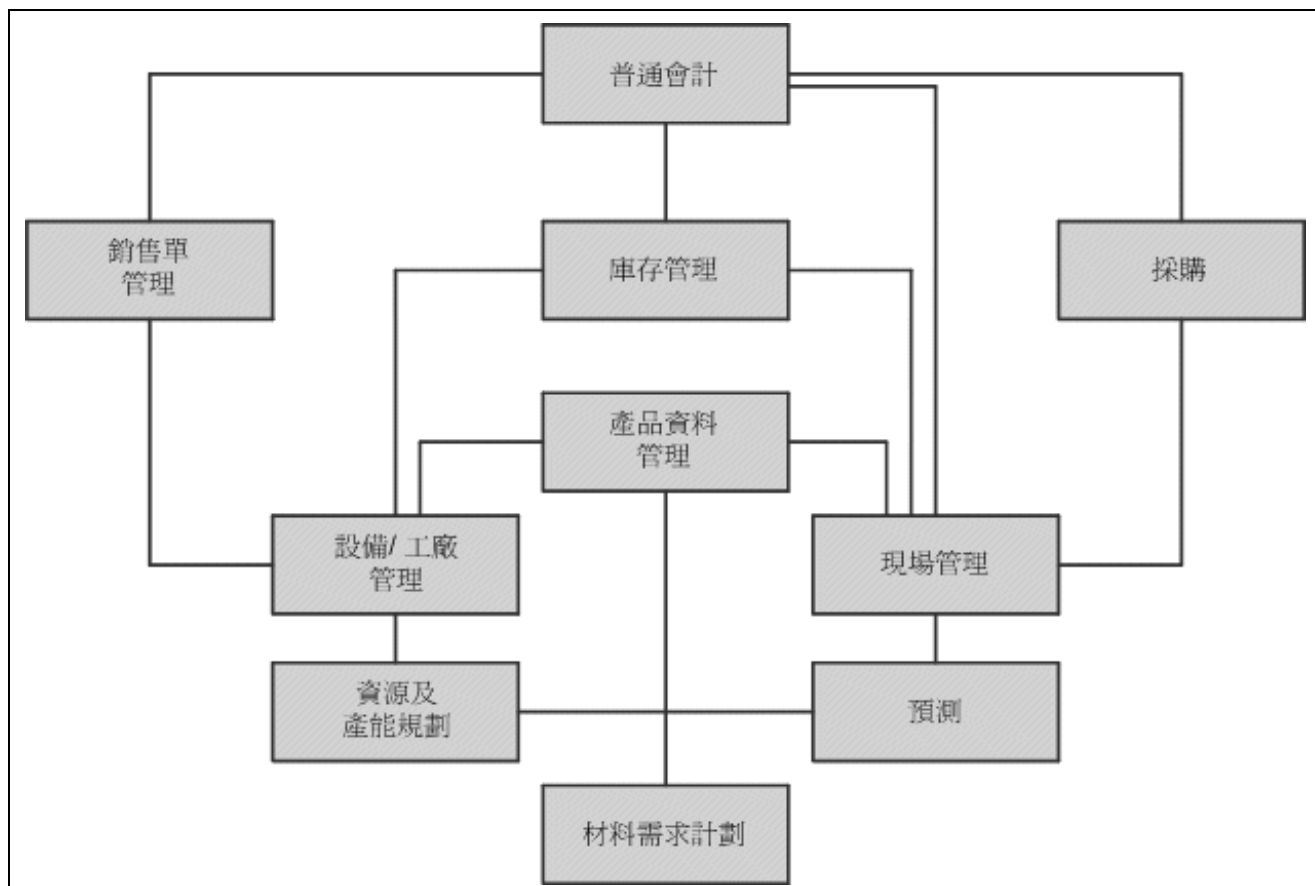 普通會計
銷售單
管理
庫存管理
採購
產品資料
管理
設備/ 工廠
管理
現場管理
資源及
產能規劃
預測
材料需求計劃